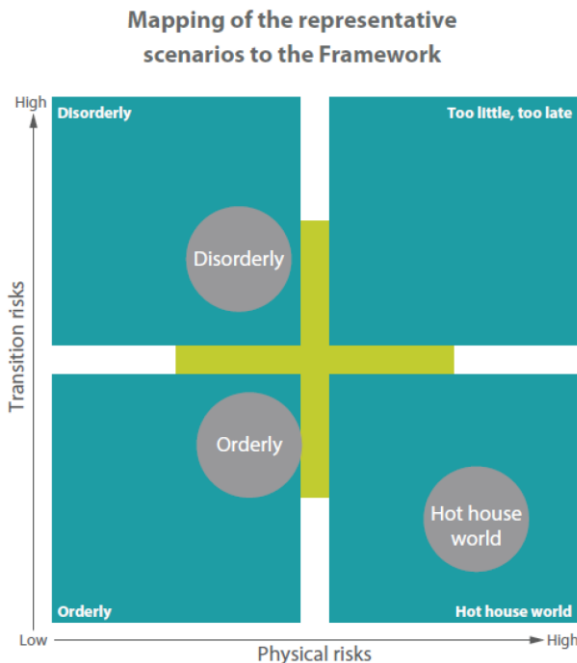 Mapping of the representative
scenarios to the Framework
High
Disorderly
Too little, too late
Disorderly
Transition risks
Orderly
Hot house
world
Orderly
Hot house world
Low
High
Physical risks